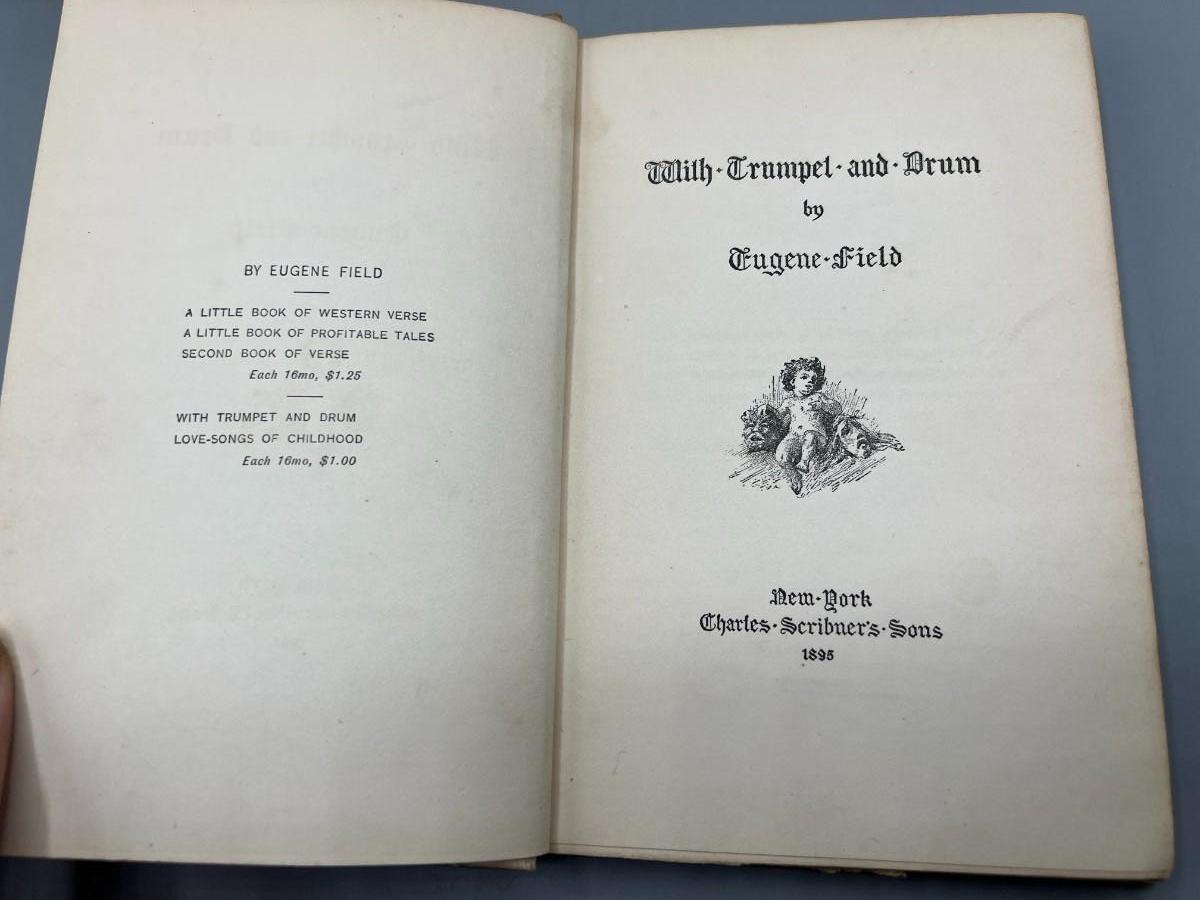 BY EUGENE FIELD
A LITTLE BOOK OF WESTERN VERSE
A LITTLE BOOK OF PROFITABLE TALES
SECOND BOOK OF VERSE
Each 16mo, $1.25
WITH TRUMPET AND DRUM
LOVE-SONGS OF CHILDHOOD
Each 16mo, $1.00
With·Trumpet·and·Drum
by
Eugene·Field
New·York
Charles·Scribner's·Sons
1895